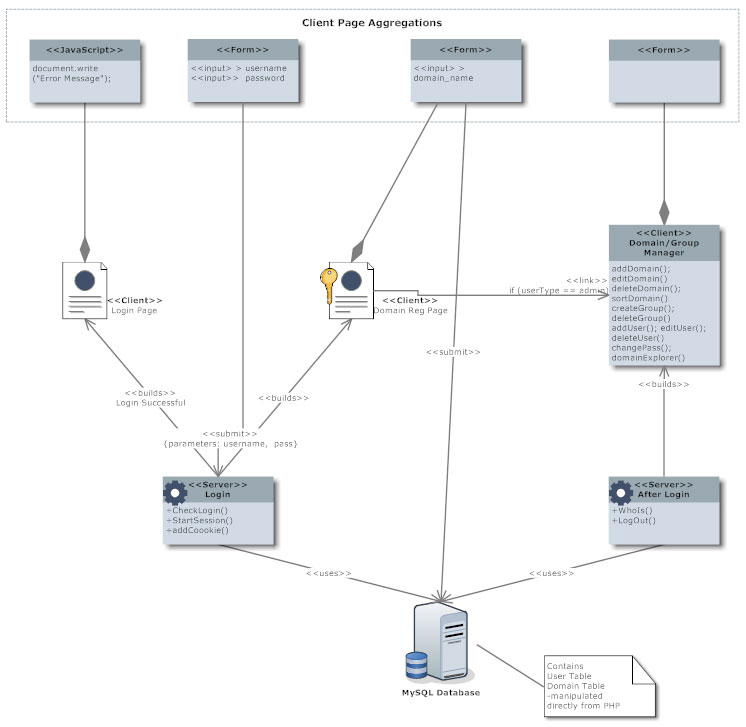 Client Page Aggregations
<<JavaScript>>
document.write
("Error Message");
<<Form>>
<<input> > username
<<input>> password
<<Form>>
<<input> >
domain_name
<<Form>>
<<Client>>
Login Page
<<Client>>
Domain Reg Page
<<link>>
if (userType == admin)
<<Client>>
Domain/Group
Manager
addDomain();
editDomain()
deleteDomain();
sortDomain()
createGroup();
deleteGroup()
addUser(); editUser();
deleteUser()
changePass();
domainExplorer()
<<submit>>
<<builds>>
Login Successful
<<builds>>
<<builds>>
<<submit>>
{parameters: username, pass}
<<Server>>
Login
+CheckLogin()
+StartSession()
+addCoookie()
<<Server>>
After Login
+WhoIs()
+LogOut()
<<uses>>
<<uses>>
MySQL Database
Contains
User Table
Domain Table
-manipulated
directly from PHP